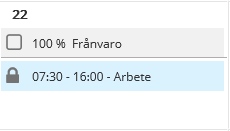 22
100 % Frånvaro
07:30 - 16:00 - Arbete